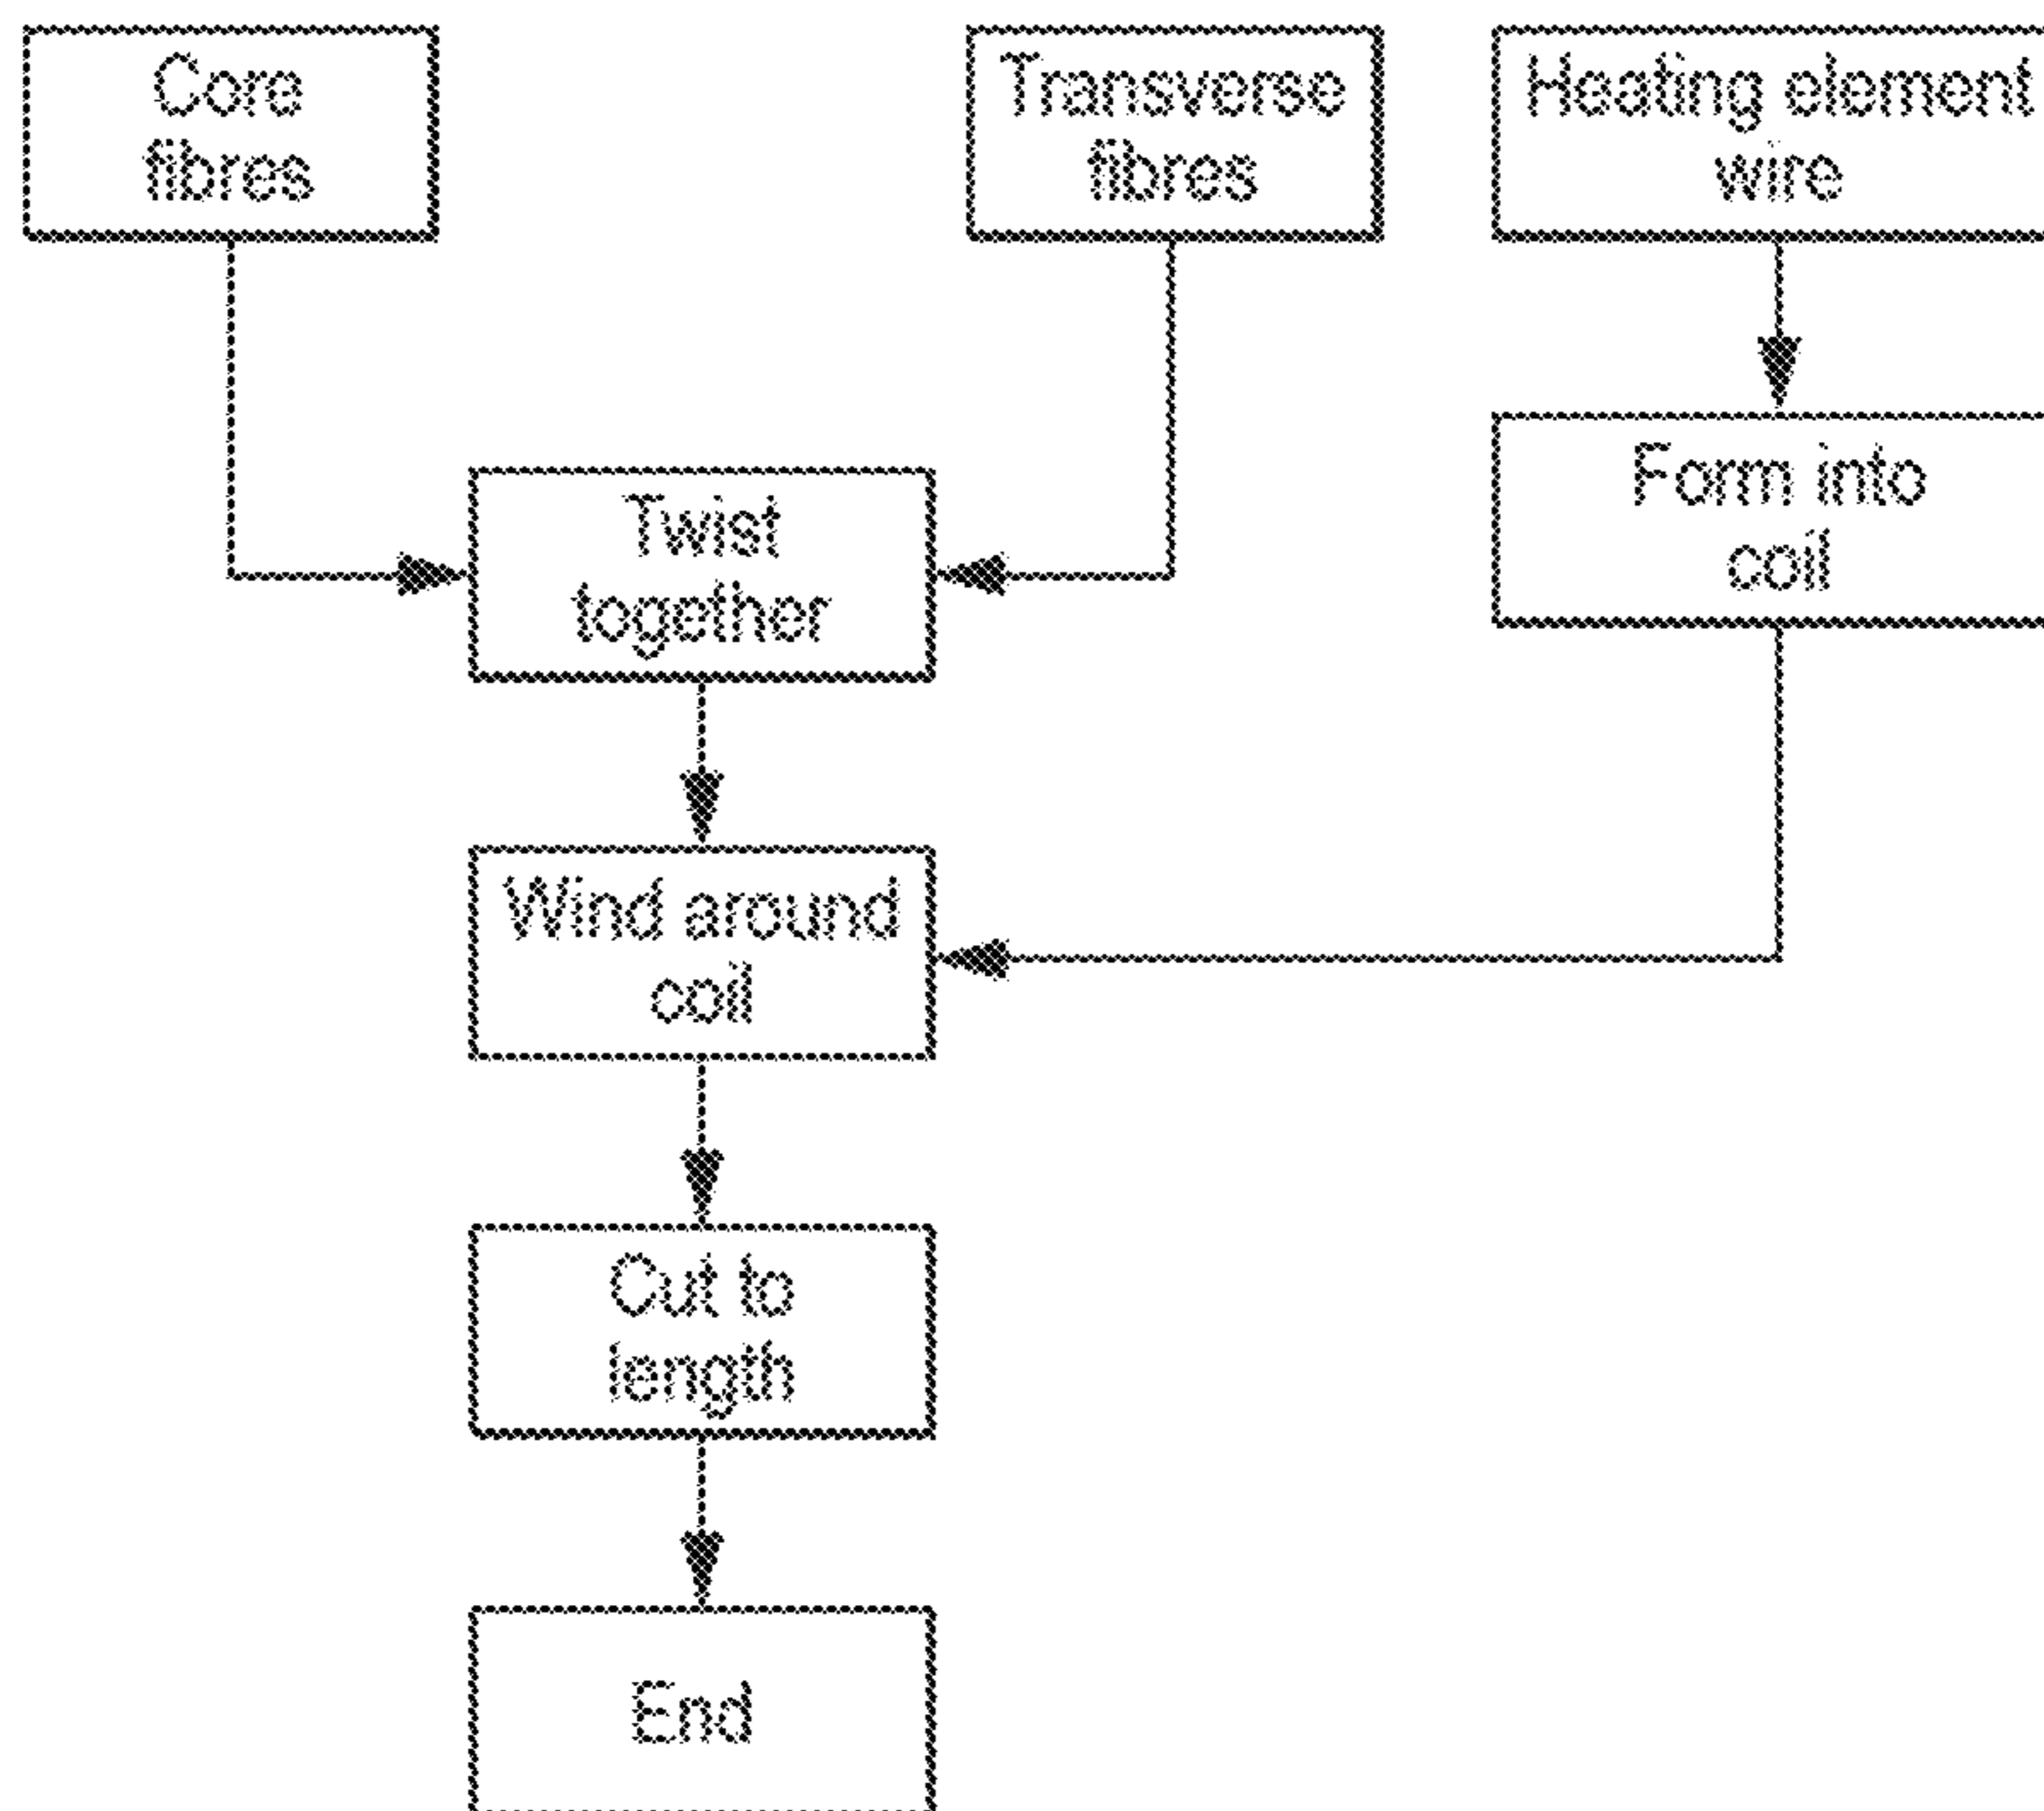 Core
fibres
Transverse
fibres
Heating element
wire
Twist
together
Form into
coil
Wind around
coil
Cut to
length
End